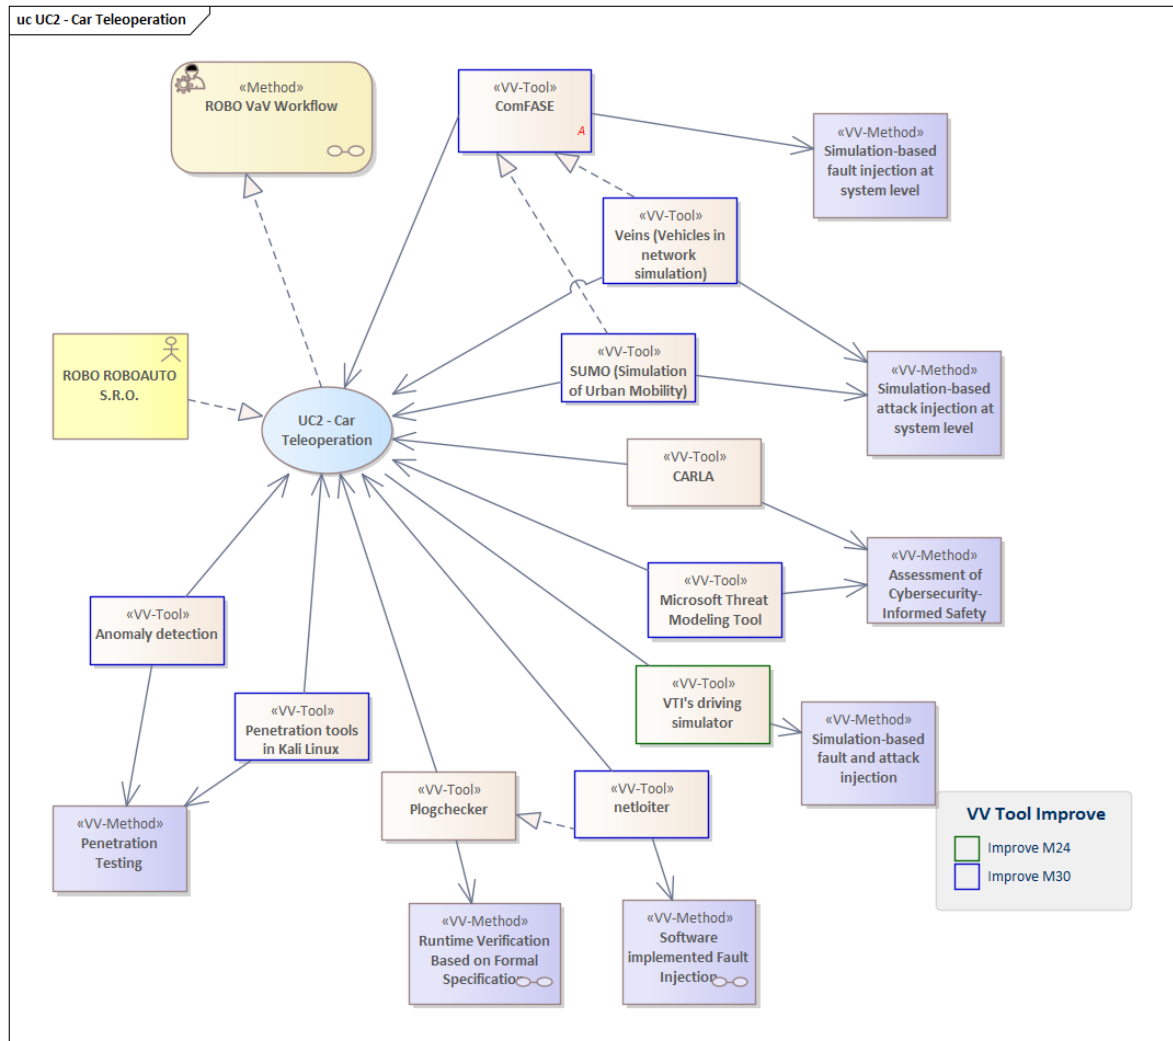 uc UC2 - Car Teleoperation
«Method»
ROBO VaV Workflow
«VV-Tool»
ComFASE
A
«VV-Method»
Simulation-based
fault injection at
system level
«VV-Tool»
Veins (Vehicles in
network
simulation)
ROBO ROBOAUTO
S.R.O.
«VV-Tool»
SUMO (Simulation
of Urban Mobility)
«VV-Method»
Simulation-based
attack injection at
system level
UC2 - Car
Teleoperation
«VV-Tool»
CARLA
«VV-Method»
Assessment of
Cybersecurity-
Informed Safety
«VV-Tool»
Microsoft Threat
Modeling Tool
«VV-Tool»
Anomaly detection
«VV-Tool»
VTI's driving
simulator
«VV-Tool»
Penetration tools
in Kali Linux
«VV-Method»
Simulation-based
fault and attack
injection
«VV-Tool»
Plogchecker
«VV-Tool»
netloiter
«VV-Method»
Penetration
Testing
VV Tool Improve
Improve M24
Improve M30
«VV-Method»
Runtime Verification
Based on Formal
Specification
«VV-Method»
Software
implemented Fault
Injection